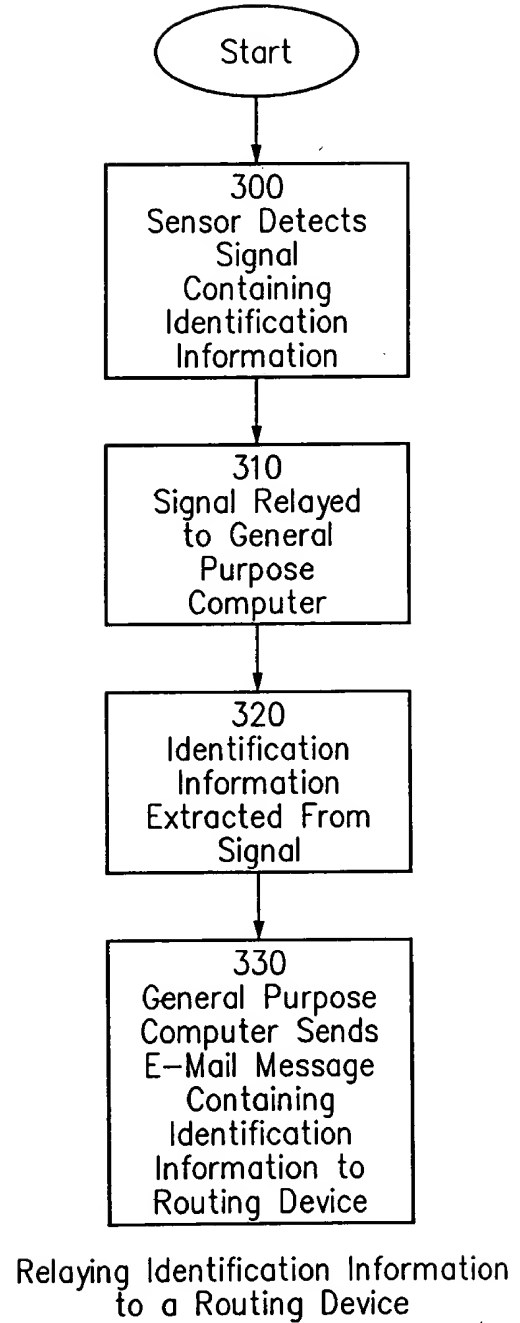 Start
300
Sensor Detects
Signal
Containing
Identification
Information
310
Signal Relayed
to General
Purpose
Computer
320
Identification
Information
Extracted From
Signal
330
General Purpose
Computer Sends
E-Mail Message
Containing
Identification
Information to
Routing Device
Relaying Identification Information
to a Routing Device